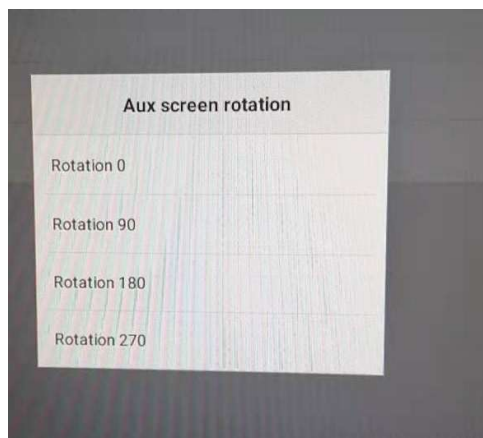 Aux screen rotation
Rotation 0
Rotation 90
Rotation 180
Rotation 270